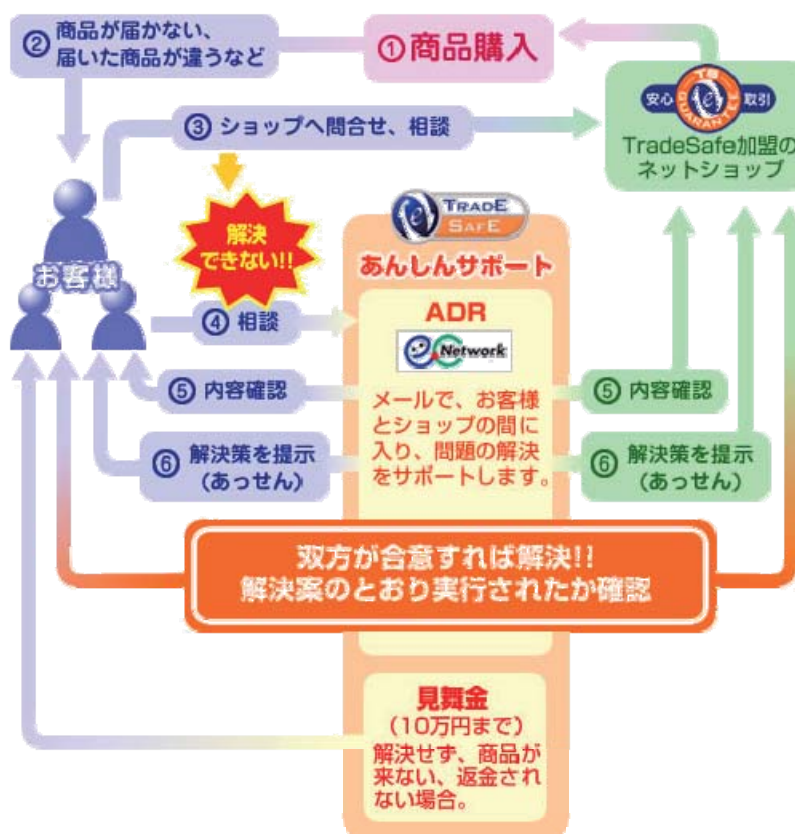 ② 商品が届かない、
届いた商品が違うなど
①商品購入
安心 TS GUARANTEE 取引
TradeSafe加盟の
ネットショップ
③ ショップへ問合せ、相談
解決
できない!!
お客様
TRADE
SAFE
あんしんサポート
④ 相談
ADR
eCNetwork
メールで、お客様
とショップの間に
入り、問題の解決
をサポートします。
⑤ 内容確認
⑤ 内容確認
⑥ 解決策を提示
(あっせん)
⑥ 解決策を提示
(あっせん)
双方が合意すれば解決!!
解決案のとおり実行されたか確認
見舞金
(10万円まで)
解決せず、商品が
来ない、返金され
ない場合。